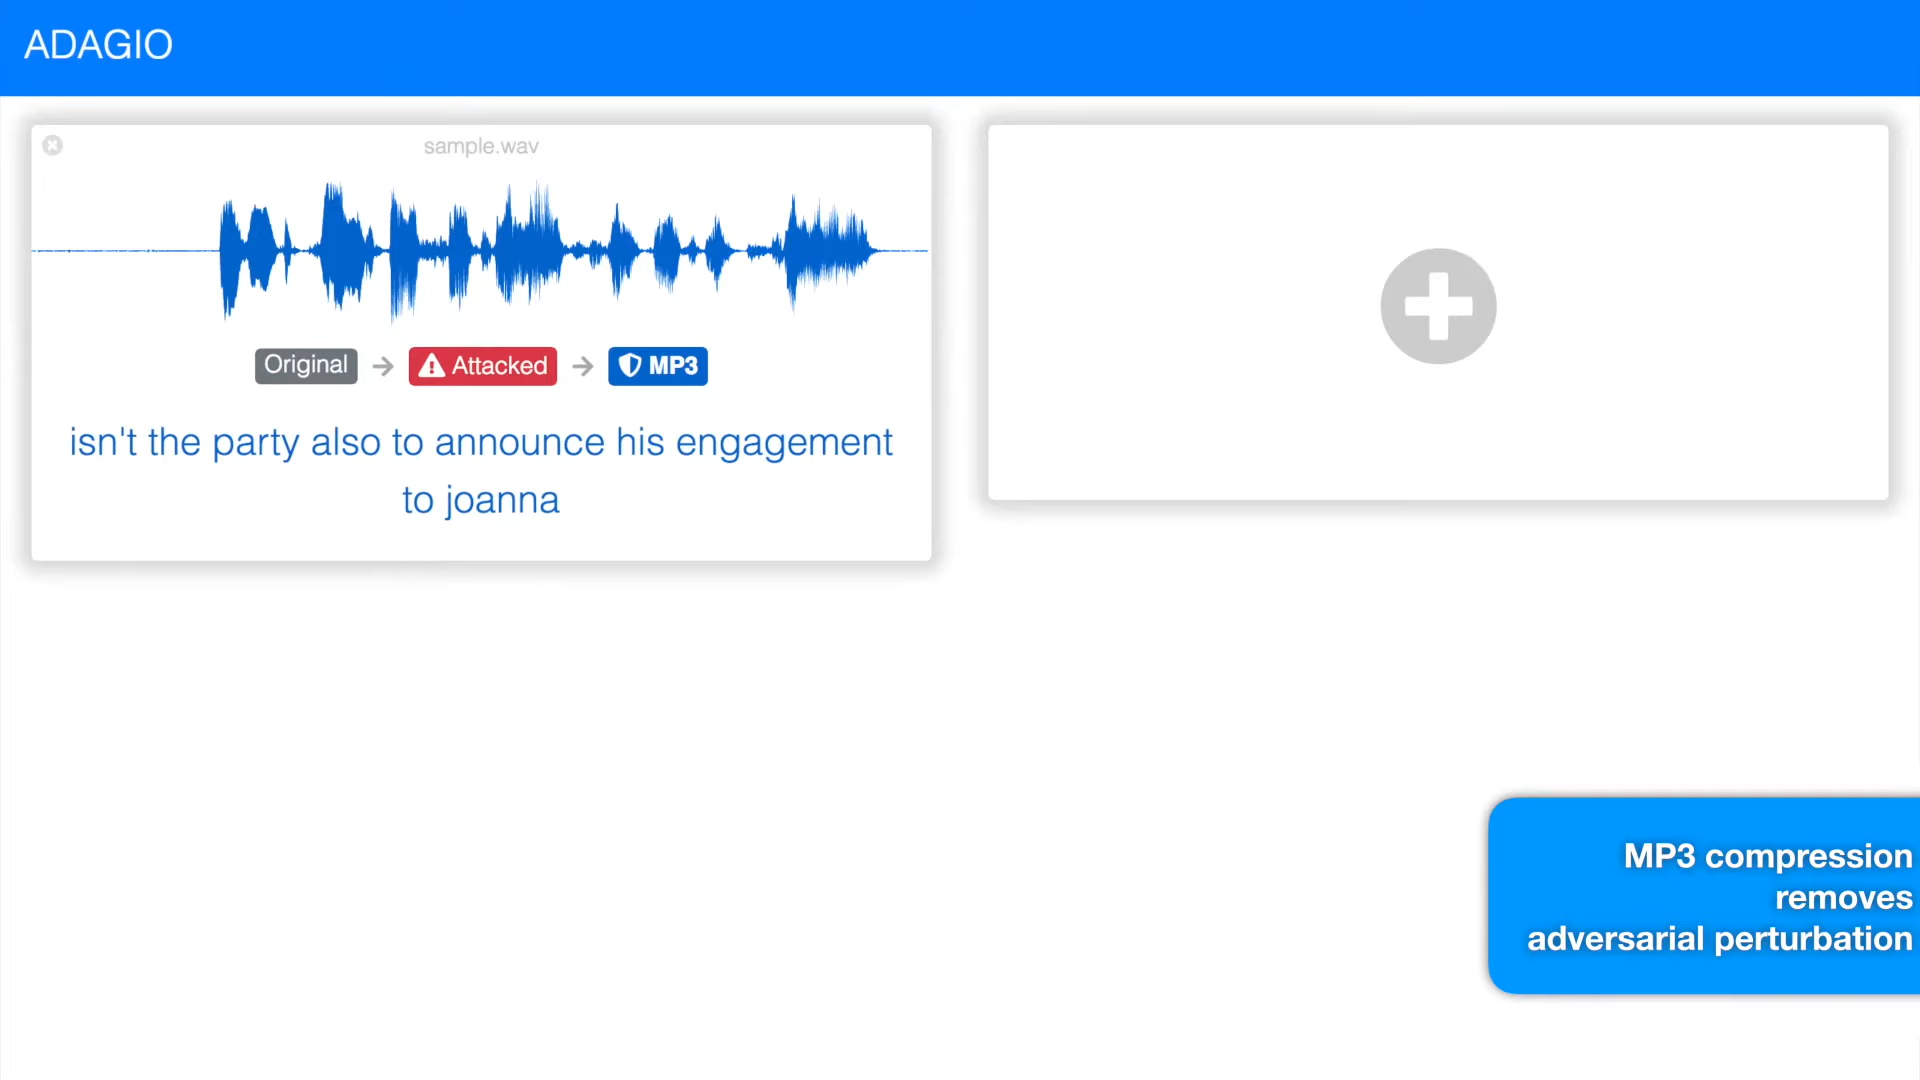 ADAGIO
sample.wav
Original
Attacked
MP3
isn't the party also to announce his engagement
to joanna
MP3 compression
removes
adversarial perturbation